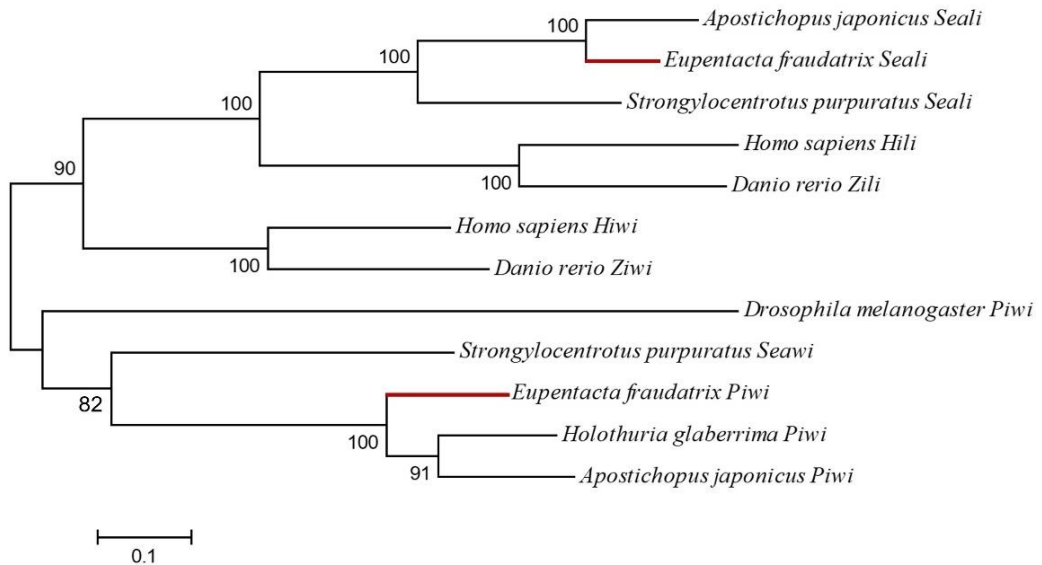 Apostichopus japonicus Seali
100
Eupentacta fraudatrix Seali
100
Strongylocentrotus purpuratus Seali
100
Homo sapiens Hili
90
100
Danio rerio Zili
Homo sapiens Hiwi
100
Danio rerio Ziwi
Drosophila melanogaster Piwi
Strongylocentrotus purpuratus Seawi
Eupentacta fraudatrix Piwi
82
Holothuria glaberrima Piwi
100
91
Apostichopus japonicus Piwi
0.1